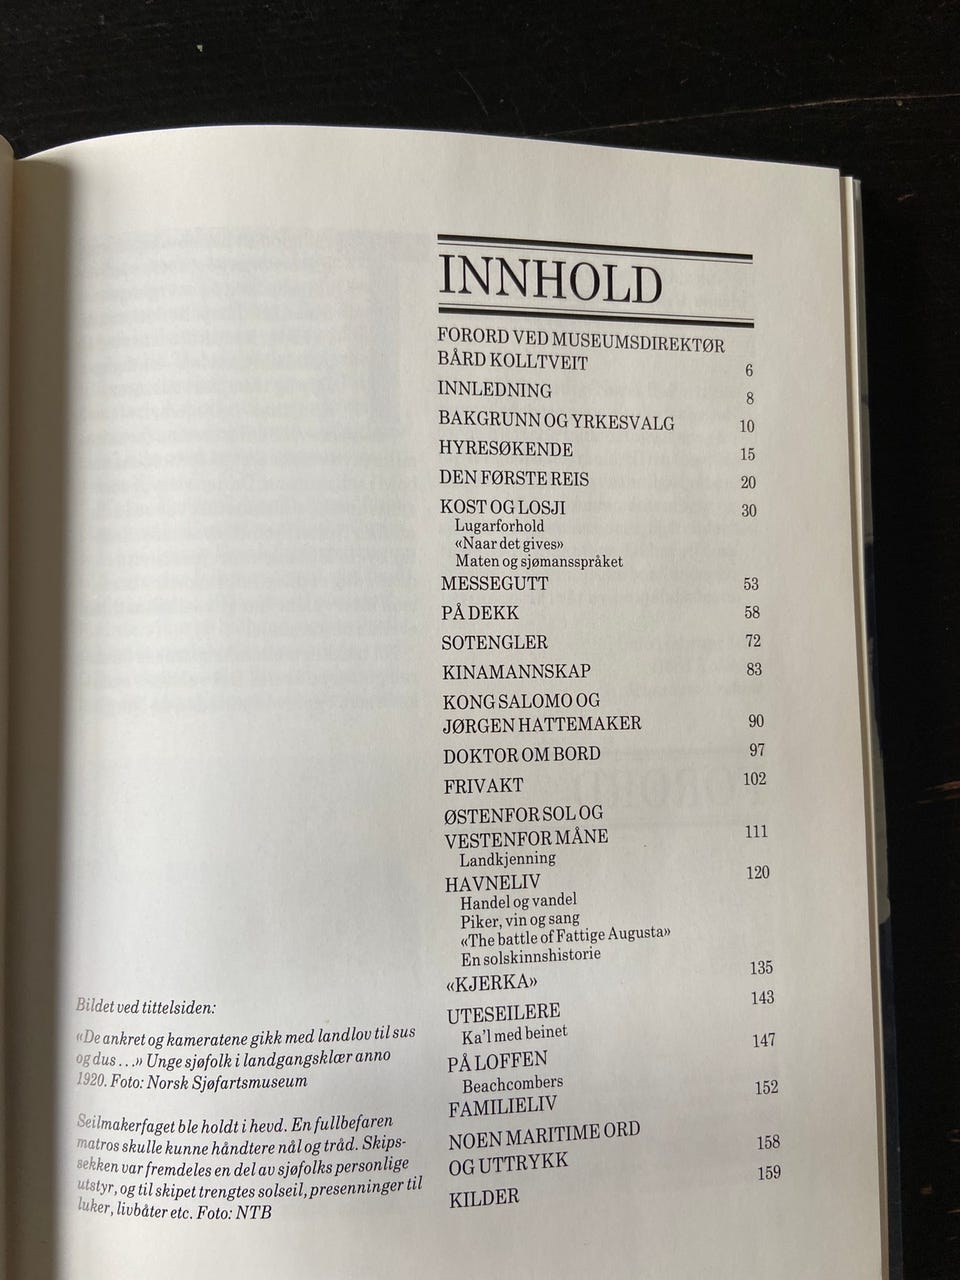 INNHOLD
FORORD VED MUSEUMSDIREKTØR
BÅRD KOLLTVEIT 6
INNLEDNING 8
BAKGRUNN OG YRKESVALG 10
HYRESØKENDE 15
DEN FØRSTE REIS 20
KOST OG LOSJI 30
Lugarforhold
«Naar det gives»
Maten og sjømansspråket
MESSEGUTT 53
PÅ DEKK 58
SOTENGLER 72
KINAMANNSKAP 83
KONG SALOMO OG
JØRGEN HATTEMAKER 90
DOKTOR OM BORD 97
FRIVAKT 102
ØSTENFOR SOL OG
VESTENFOR MÅNE 111
Landkjenning
HAVNELIV 120
Handel og vandel
Piker, vin og sang
«The battle of Fattige Augusta»
En solskinnshistorie
«KJERKA» 135
UTESEILERE 143
Ka'l med beinet
PÅ LOFFEN 147
Beachcombers
FAMILIELIV 152
NOEN MARITIME ORD
OG UTTRYKK 158
KILDER 159
Bildet ved tittelsiden:
«De ankret og kameratene gikk med landlov til sus
og dus . . .» Unge sjøfolk i landgangsklær anno
1920. Foto: Norsk Sjøfartsmuseum
Seilmakerfaget ble holdt i hevd. En fullbefaren
matros skulle kunne håndtere nål og tråd. Skips-
sekken var fremdeles en del av sjøfolks personlige
utstyr, og til skipet trengtes solseil, presenninger til
luker, livbåter etc. Foto: NTB